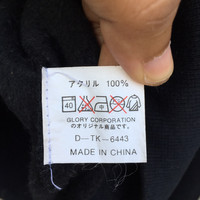 アクリル 100%
40
GLORY CORPORATION
のオリジナル商品です。
D-TK-6443
MADE IN CHINA